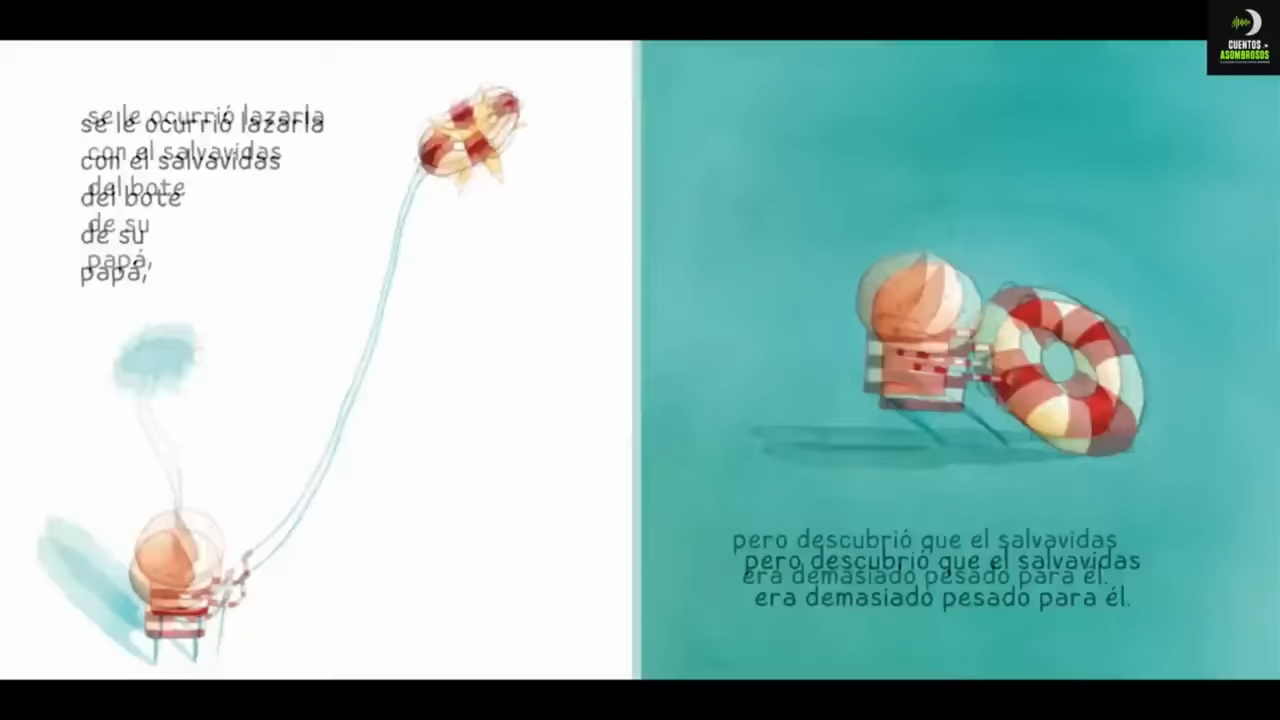 se le ocurrió lazarla
con el salvavidas
del bote
de su
papá,
pero descubrió que el salvavidas
era demasiado pesado para él.
CUENTOS
ASOMBROSOS